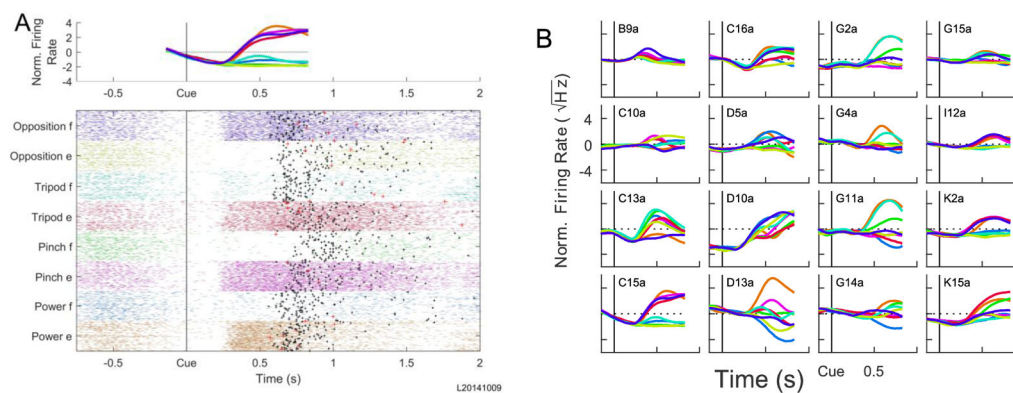 A
Norm. Firing
Rate
4
2
0
-2
-4
-0.5
Cue
0.5
1
1.5
2
Opposition f
Opposition e
Tripod f
Tripod e
Pinch f
Pinch e
Power f
Power e
-0.5
Cue
0.5
1
1.5
2
Time (s)
L20141009
B
Norm. Firing Rate (√Hz)
B9a
C16a
G2a
G15a
C10a
D5a
G4a
I12a
4
0
-4
C13a
D10a
G11a
K2a
C15a
D13a
G14a
K15a
Time (s)
Cue
0.5